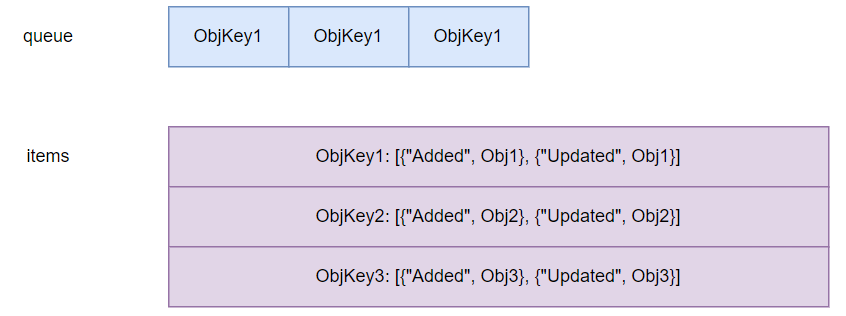 queue
ObjKey1 ObjKey1 ObjKey1
items
ObjKey1: [{"Added", Obj1}, {"Updated", Obj1}]
ObjKey2: [{"Added", Obj2}, {"Updated", Obj2}]
ObjKey3: [{"Added", Obj3}, {"Updated", Obj3}]